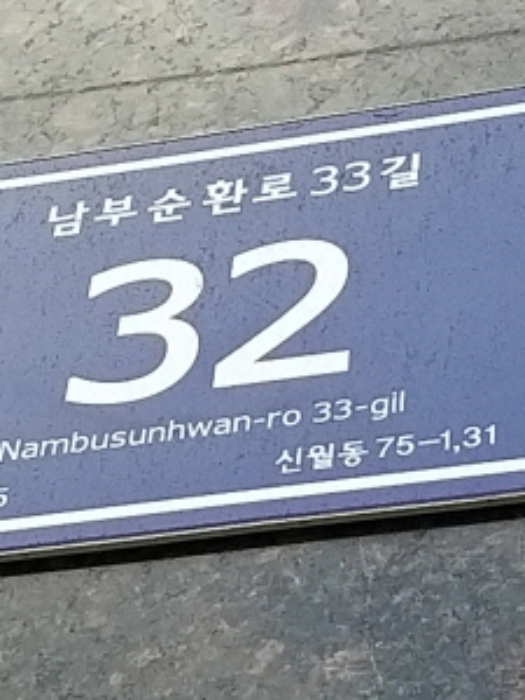 남부순환로 33길
32
Nambusunhwan-ro 33-gil
신월동 75-1,31